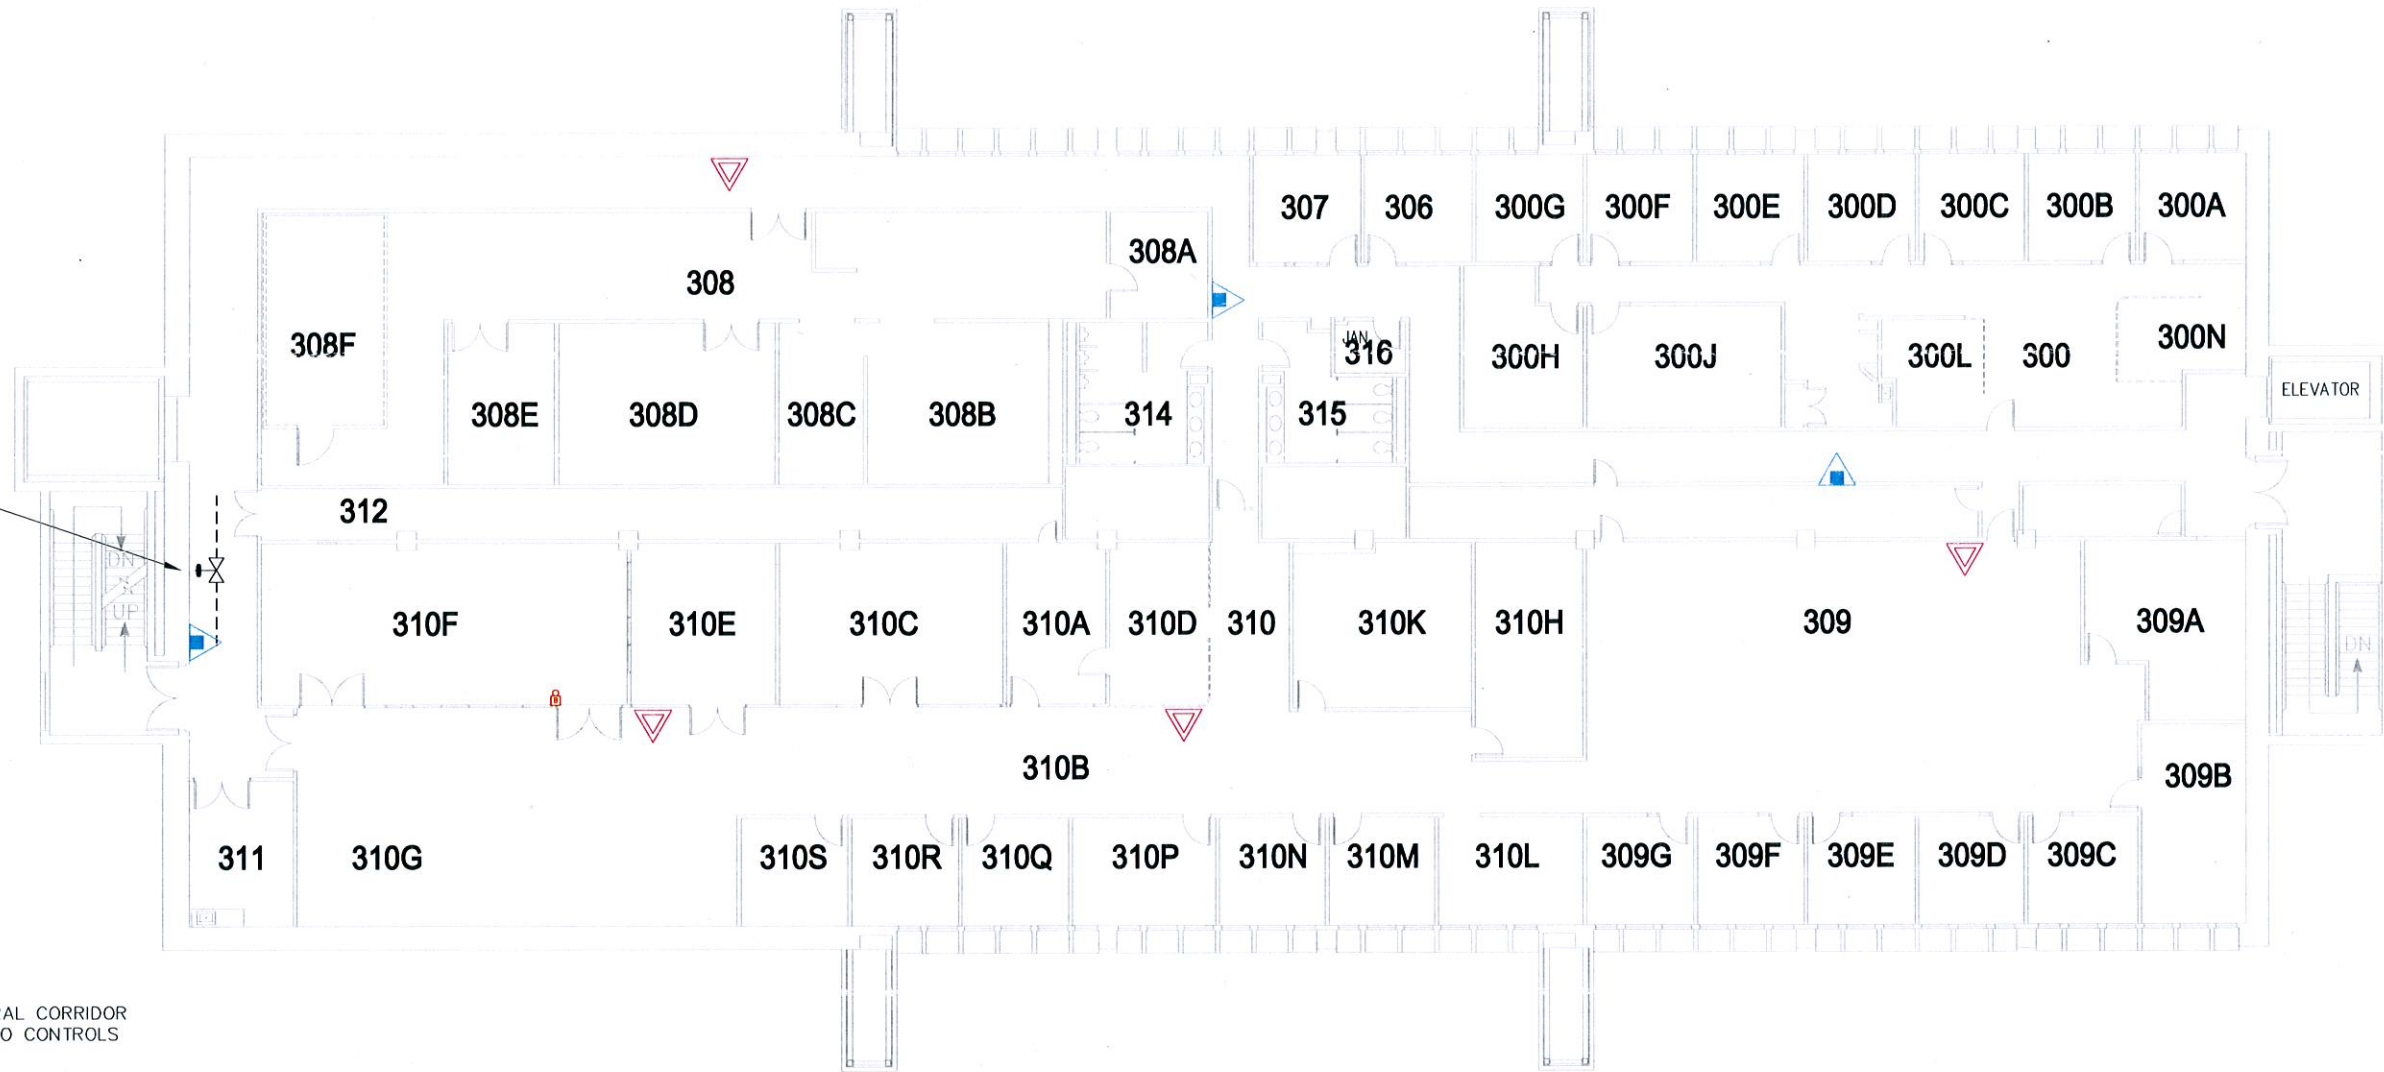 307 306 300G 300F 300E 300D 300C 300B 300A
308A
308
JAN
316
308F
300H 300J 300L 300 300N
ELEVATOR
308E 308D 308C 308B 314 315
312
DN
UP
310F 310E 310C 310A 310D 310 310K 310H 309 309A
DN
310B
309B
311 310G 310S 310R 310Q 310P 310N 310M 310L 309G 309F 309E 309D 309C
AL CORRIDOR
O CONTROLS